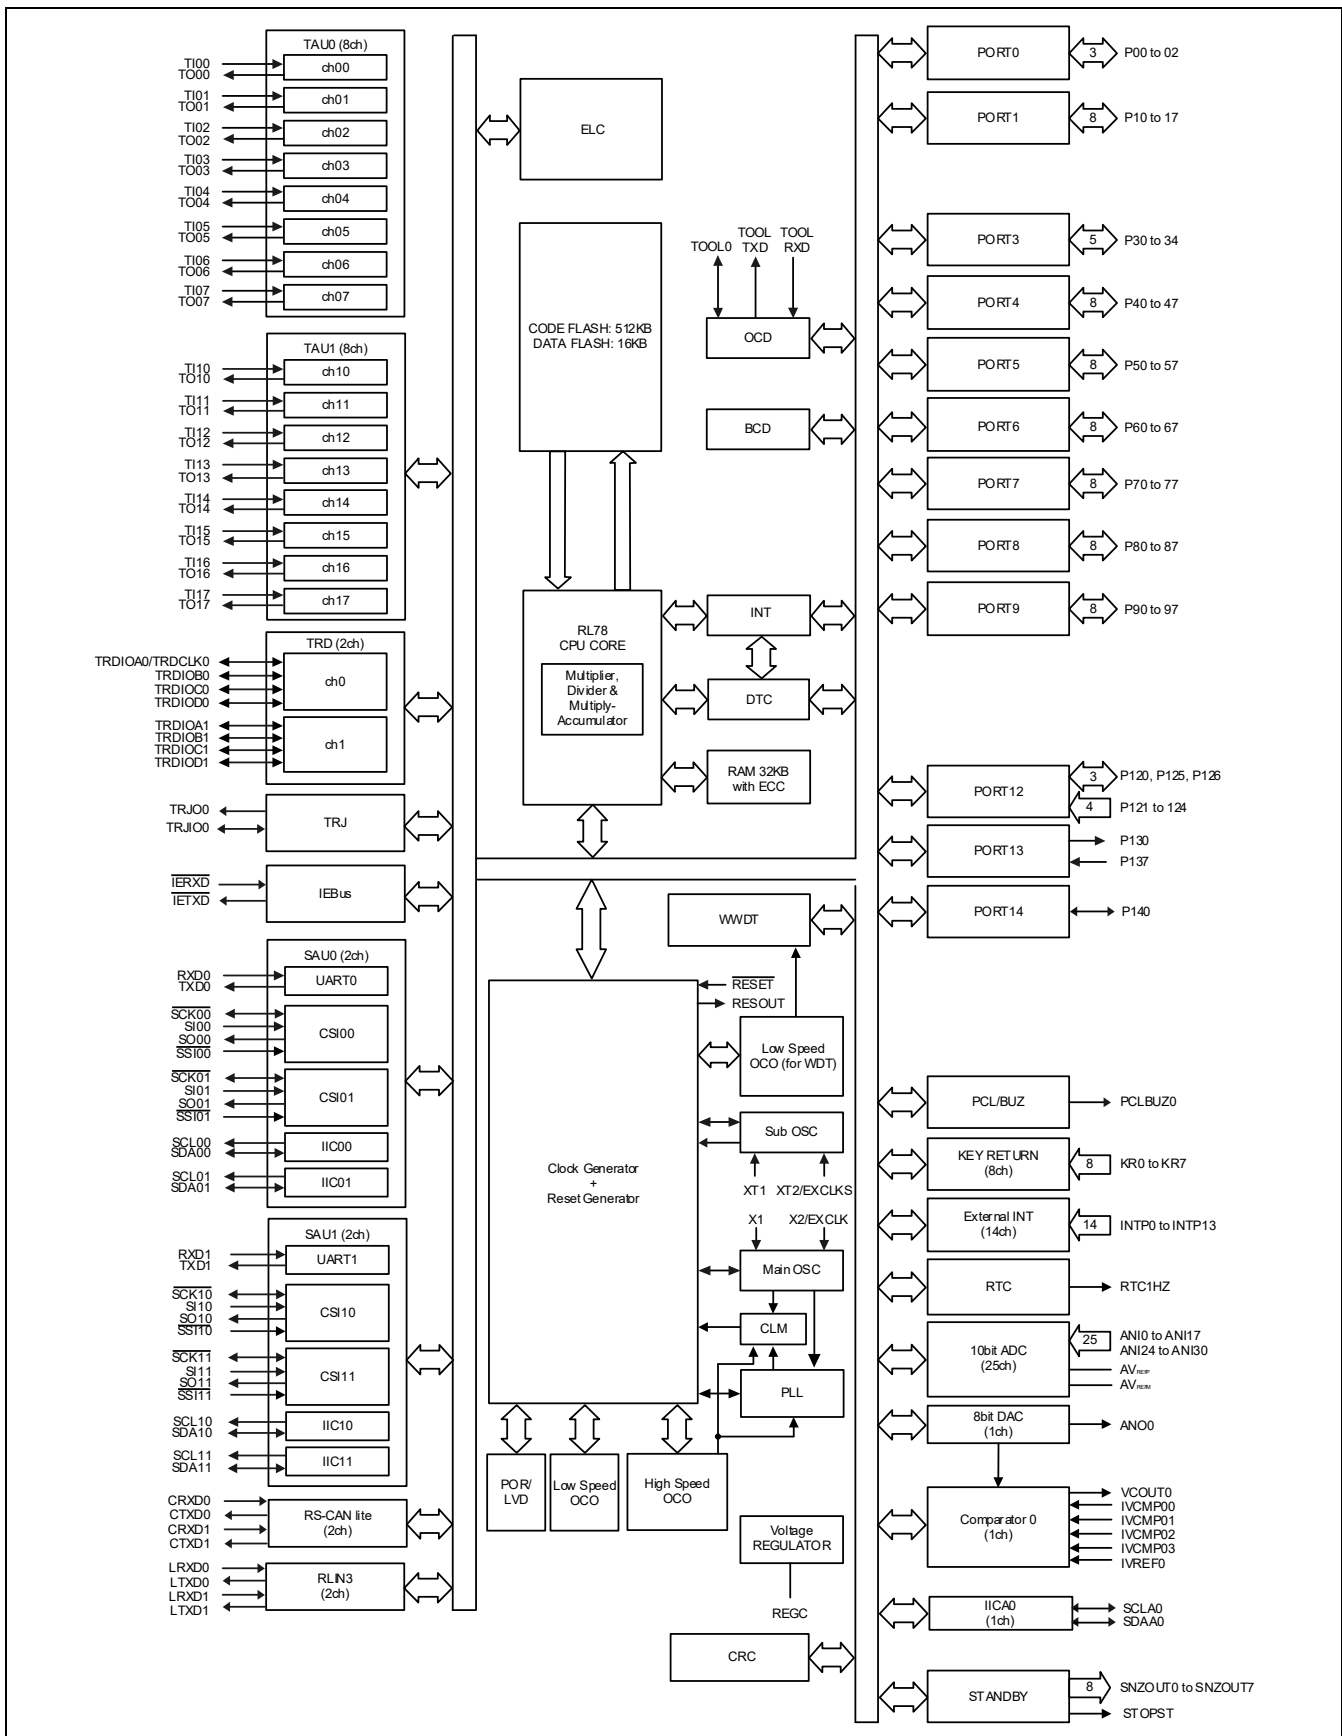 TAU0 (8ch)
TI00
TO00
ch00
TI01
TO01
ch01
TI02
TO02
ch02
TI03
TO03
ch03
TI04
TO04
ch04
TI05
TO05
ch05
TI06
TO06
ch06
TI07
TO07
ch07
TAU1 (8ch)
TI10
TO10
ch10
TI11
TO11
ch11
TI12
TO12
ch12
TI13
TO13
ch13
TI14
TO14
ch14
TI15
TO15
ch15
TI16
TO16
ch16
TI17
TO17
ch17
TRD (2ch)
TRDIOA0/TRDCLK0
TRDIOB0
TRDIOC0
TRDIOD0
ch0
TRDIOA1
TRDIOB1
TRDIOC1
TRDIOD1
ch1
TRJO0
TRJIO0
TRJ
IERXD
IETXD
IEBus
SAU0 (2ch)
RXD0
TXD0
UART0
SCK00
SI00
SO00
SSI00
CSI00
SCK01
SI01
SO01
SSI01
CSI01
SCL00
SDA00
IIC00
SCL01
SDA01
IIC01
SAU1 (2ch)
RXD1
TXD1
UART1
SCK10
SI10
SO10
SSI10
CSI10
SCK11
SI11
SO11
SSI11
CSI11
SCL10
SDA10
IIC10
SCL11
SDA11
IIC11
CRXD0
CTXD0
CRXD1
CTXD1
RS-CAN lite
(2ch)
LRXD0
LTXD0
LRXD1
LTXD1
RLIN3
(2ch)
ELC
CODE FLASH: 512KB
DATA FLASH: 16KB
TOOL0
TOOL
TXD
TOOL
RXD
OCD
BCD
RL78
CPU CORE
Multiplier,
Divider &
Multiply-
Accumulator
INT
DTC
RAM 32KB
with ECC
WWDT
RESET
RESOUT
Clock Generator
+
Reset Generator
Low Speed
OCO (for WDT)
Sub OSC
XT1
XT2/EXCLKS
X1
X2/EXCLK
Main OSC
CLM
PLL
POR/
LVD
Low Speed
OCO
High Speed
OCO
Voltage
REGULATOR
REGC
CRC
PORT0
3
P00 to 02
PORT1
8
P10 to 17
PORT3
5
P30 to 34
PORT4
8
P40 to 47
PORT5
8
P50 to 57
PORT6
8
P60 to 67
PORT7
8
P70 to 77
PORT8
8
P80 to 87
PORT9
8
P90 to 97
PORT12
3
P120, P125, P126
4
P121 to 124
PORT13
P130
P137
PORT14
P140
PCL/BUZ
PCLBUZ0
KEY RETURN
(8ch)
8
KR0 to KR7
External INT
(14ch)
14
INTP0 to INTP13
RTC
RTC1HZ
10bit ADC
(25ch)
25
ANI0 to ANI17
ANI24 to ANI30
AVREFP
AVREFM
8bit DAC
(1ch)
ANO0
Comparator 0
(1ch)
VCOUT0
IVCMP00
IVCMP01
IVCMP02
IVCMP03
IVREF0
IICA0
(1ch)
SCLA0
SDAA0
STANDBY
8
SNZOUT0 to SNZOUT7
STOPST